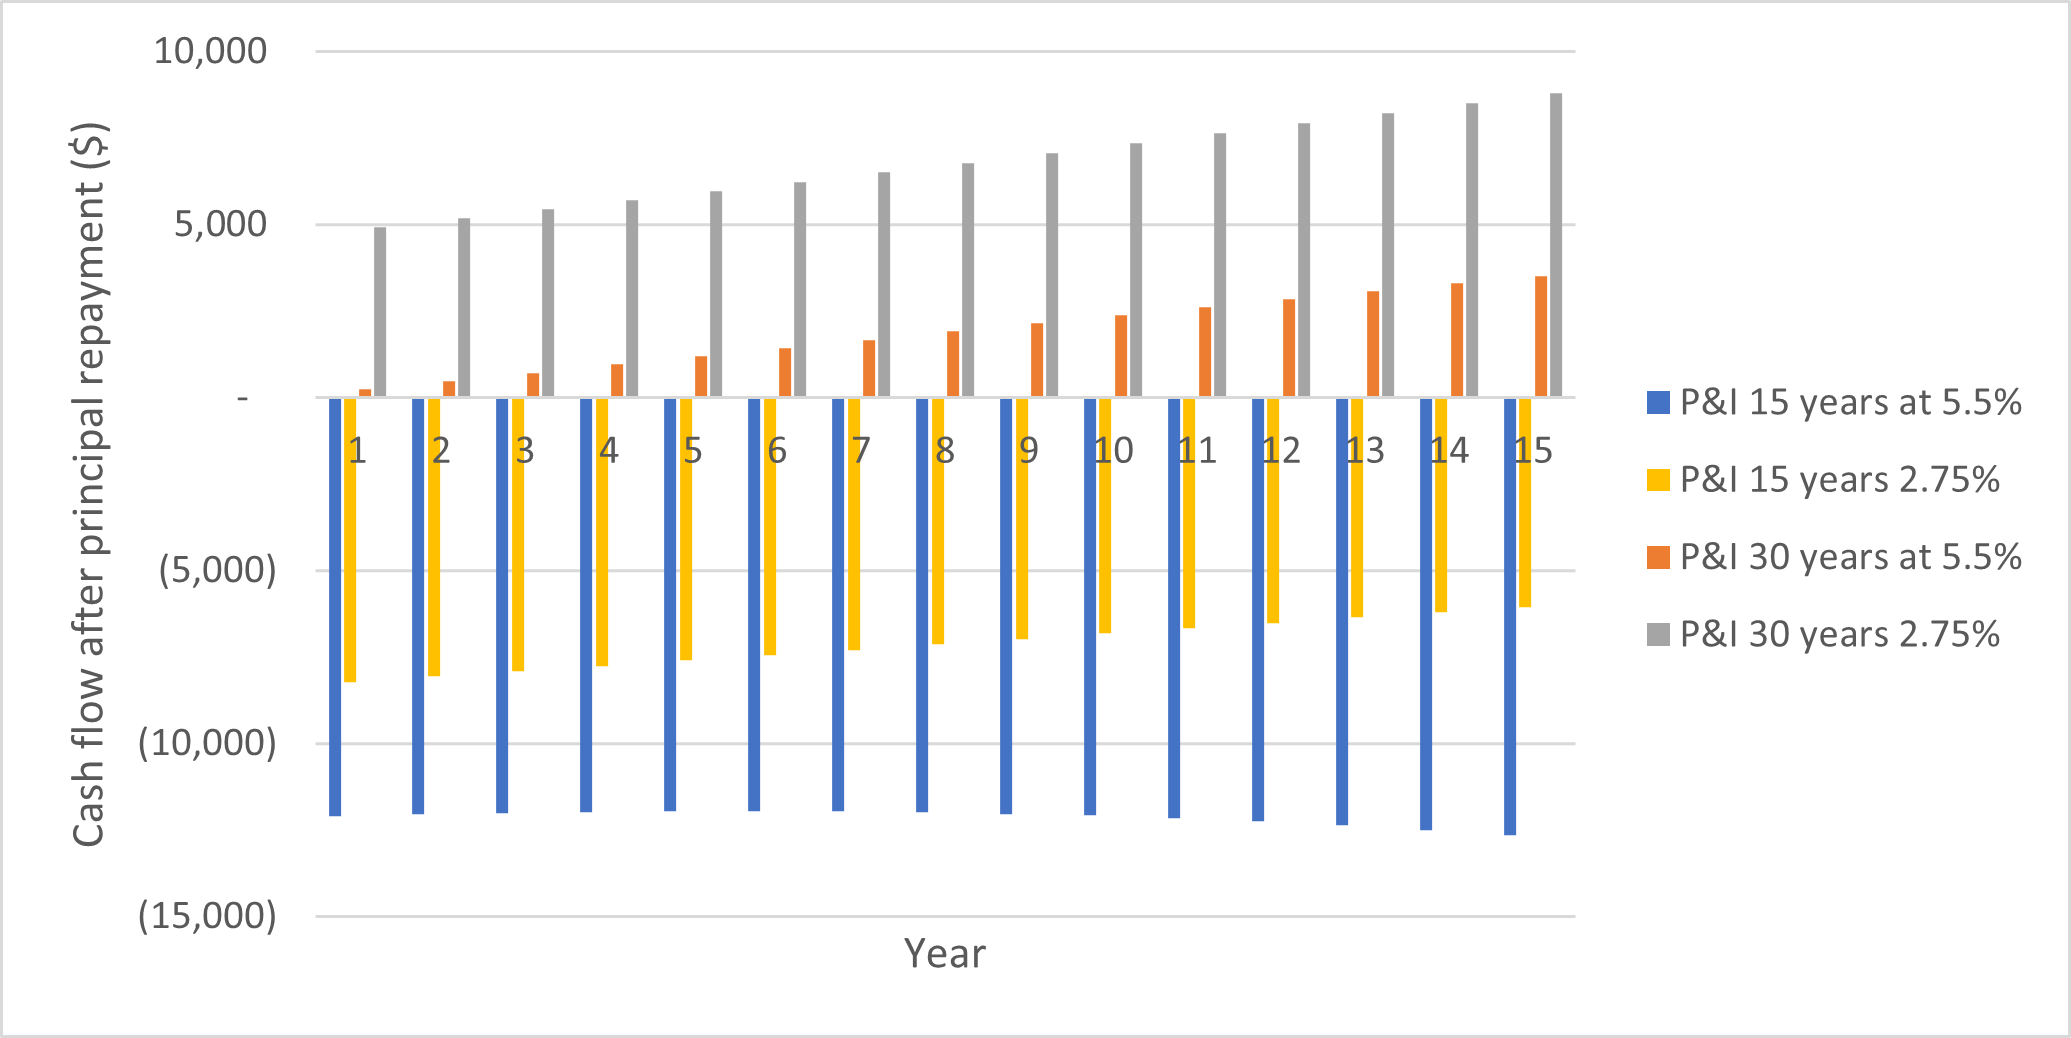 10,000
5,000
-
(5,000)
(10,000)
(15,000)
Cash flow after principal repayment ($)
1 2 3 4 5 6 7 8 9 10 11 12 13 14 15
Year
P&I 15 years at 5.5%
P&I 15 years 2.75%
P&I 30 years at 5.5%
P&I 30 years 2.75%